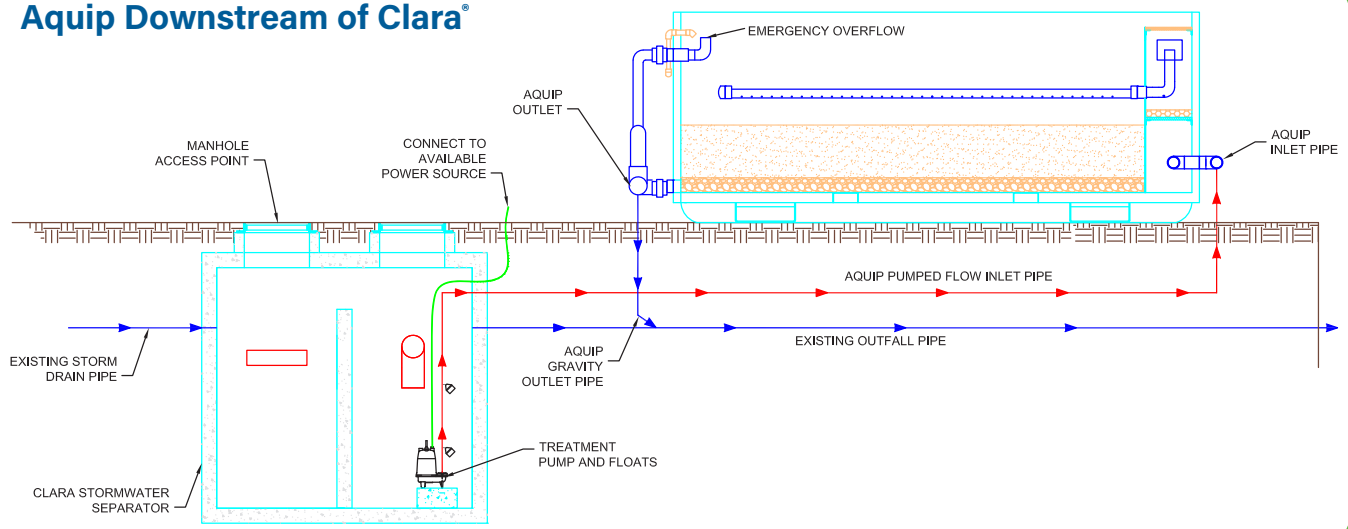 Aquip Downstream of Clara®
EMERGENCY OVERFLOW
AQUIP
OUTLET
MANHOLE
ACCESS POINT
CONNECT TO
AVAILABLE
POWER SOURCE
AQUIP
INLET PIPE
AQUIP PUMPED FLOW INLET PIPE
EXISTING STORM
DRAIN PIPE
AQUIP
GRAVITY
OUTLET PIPE
EXISTING OUTFALL PIPE
TREATMENT
PUMP AND FLOATS
CLARA STORMWATER
SEPARATOR